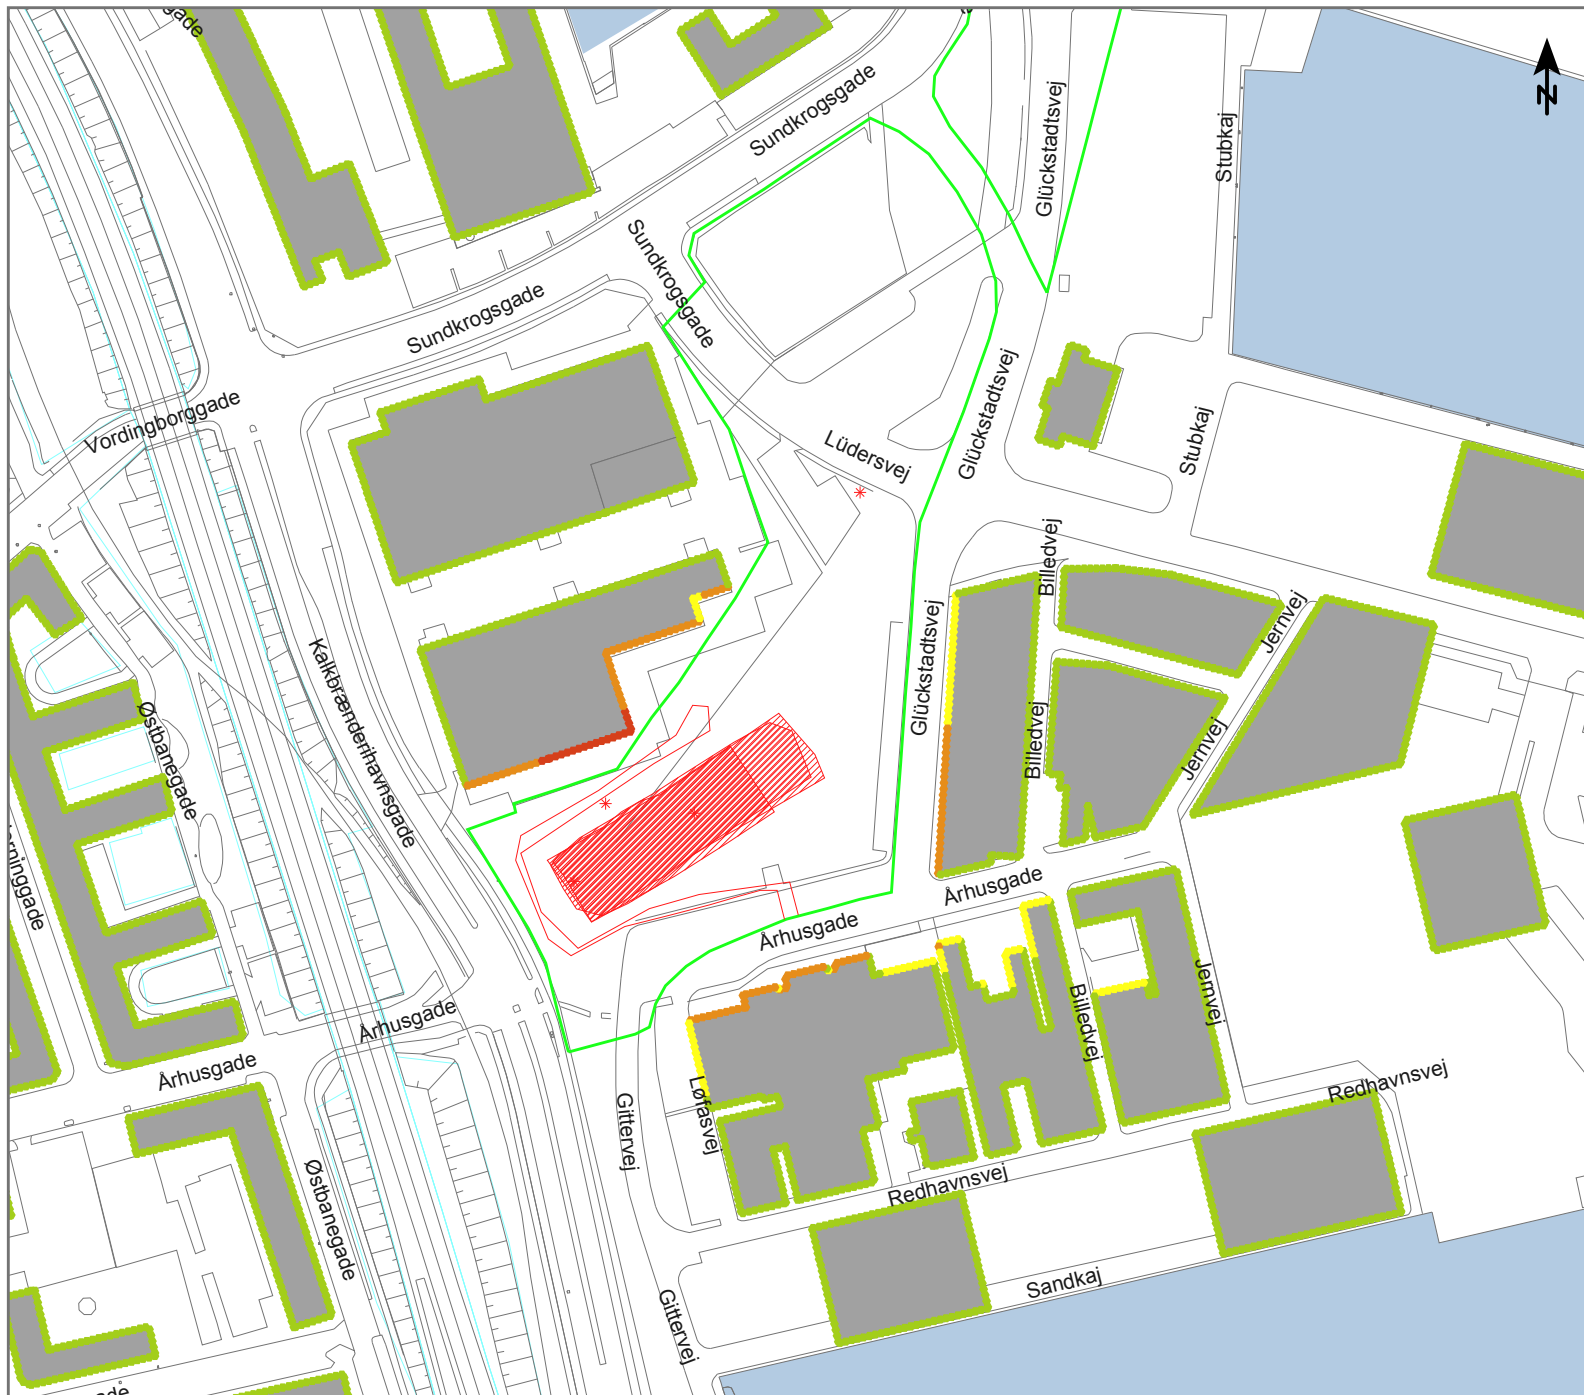 Sundkrogsgade
Glückstadtsvej
Stubkaj
N
Sundkrogsgade
Sundkrogsgade
Vordingborggade
Glückstadtsvej
Stubkaj
Lüdersvej
Billedvej
Jernvej
Glückstadtsvej
Kalkbrænderihavnsgade
Østbanegade
Billedvej
Jernvej
Århusgade
Århusgade
Århusgade
Billedvej
Jernvej
Århusgade
Løfasvej
Gittervej
Redhavnsvej
Redhavnsvej
Østbanegade
Sandkaj
Gittervej